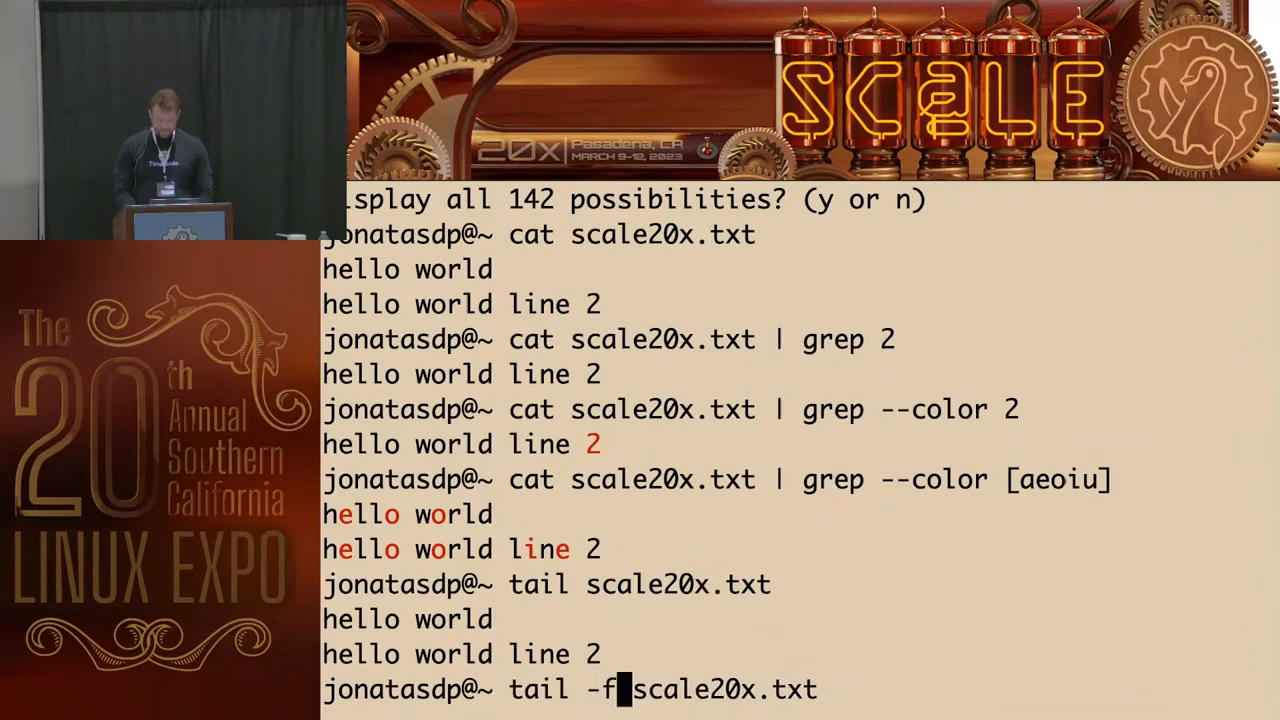 SCaLE
20x
Pasadena, CA
MARCH 9-12, 2023
The
20th
Annual
Southern
California
LINUX EXPO
isplay all 142 possibilities? (y or n)
jonatasdp@~ cat scale20x.txt
hello world
hello world line 2
jonatasdp@~ cat scale20x.txt | grep 2
hello world line 2
jonatasdp@~ cat scale20x.txt | grep --color 2
hello world line 2
jonatasdp@~ cat scale20x.txt | grep --color [aeoiu]
hello world
hello world line 2
jonatasdp@~ tail scale20x.txt
hello world
hello world line 2
jonatasdp@~ tail -f scale20x.txt